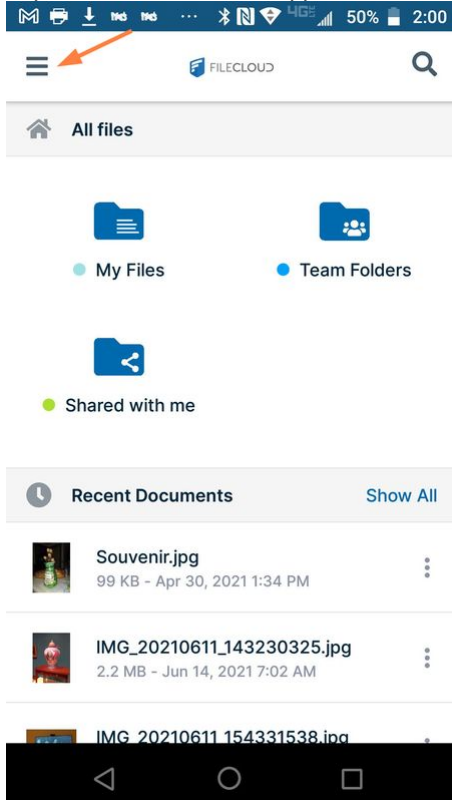 4G
50%
2:00
FILECLOUD
All files
My Files
Team Folders
Shared with me
Recent Documents
Show All
Souvenir.jpg
99 KB - Apr 30, 2021 1:34 PM
IMG_20210611_143230325.jpg
2.2 MB - Jun 14, 2021 7:02 AM
IMG_20210611_154331538.jpg